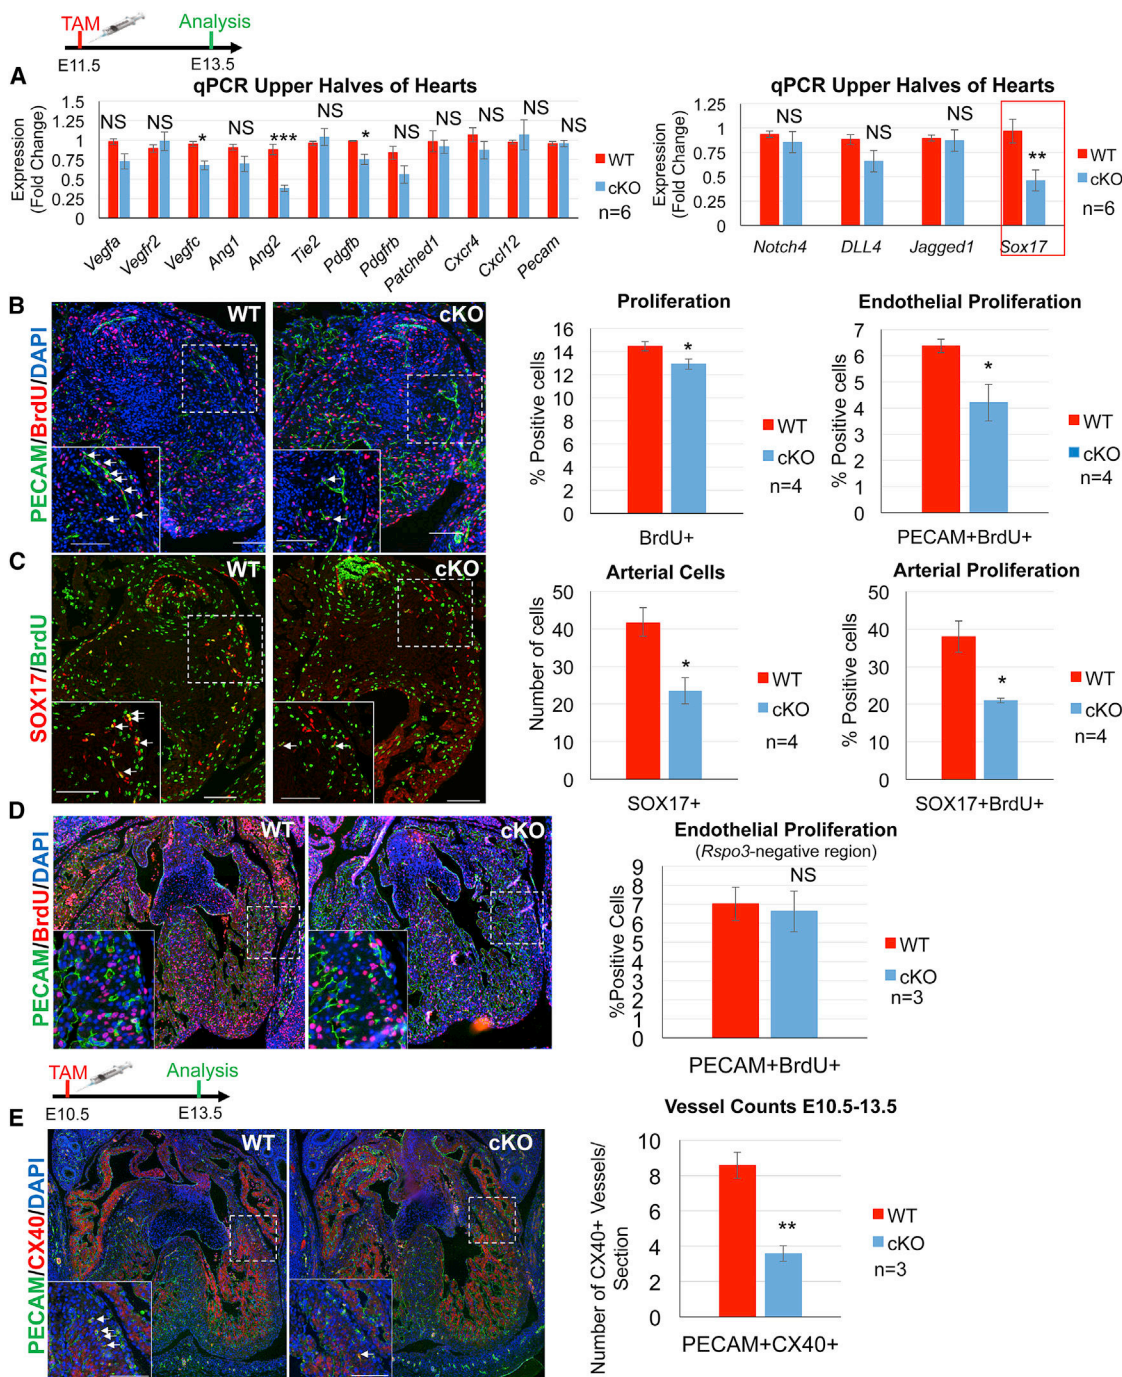 TAM
Analysis
E11.5
E13.5
A
qPCR Upper Halves of Hearts
Expression
(Fold Change)
1.5
1.25
1
0.75
0.5
0.25
0
NS
NS
*
NS
***
NS
*
NS
NS
NS
NS
NS
WT
cKO
n=6
Vegfa
Vegfr2
Vegfc
Ang1
Ang2
Tie2
Pdgfb
Pdgfrb
Patched1
Cxcr4
Cxcl12
Pecam
qPCR Upper Halves of Hearts
Expression
(Fold Change)
1.25
1
0.75
0.5
0.25
0
NS
NS
NS
**
WT
cKO
n=6
Notch4
DLL4
Jagged1
Sox17
B
PECAM/BrdU/DAPI
WT
cKO
Proliferation
% Positive cells
16
14
12
10
8
6
4
2
0
*
WT
cKO
n=4
BrdU+
Endothelial Proliferation
% Positive cells
7
6
5
4
3
2
1
0
*
WT
cKO
n=4
PECAM+BrdU+
C
SOX17/BrdU
WT
cKO
Arterial Cells
Number of cells
50
40
30
20
10
0
*
WT
cKO
n=4
SOX17+
Arterial Proliferation
% Positive cells
50
40
30
20
10
0
*
WT
cKO
n=4
SOX17+BrdU+
D
PECAM/BrdU/DAPI
WT
cKO
Endothelial Proliferation
(Rspo3-negative region)
%Positive Cells
9
8
7
6
5
4
3
2
1
0
NS
WT
cKO
n=3
PECAM+BrdU+
TAM
Analysis
E10.5
E13.5
E
PECAM/CX40/DAPI
WT
cKO
Vessel Counts E10.5-13.5
Number of CX40+ Vessels/
Section
10
8
6
4
2
0
**
WT
cKO
n=3
PECAM+CX40+